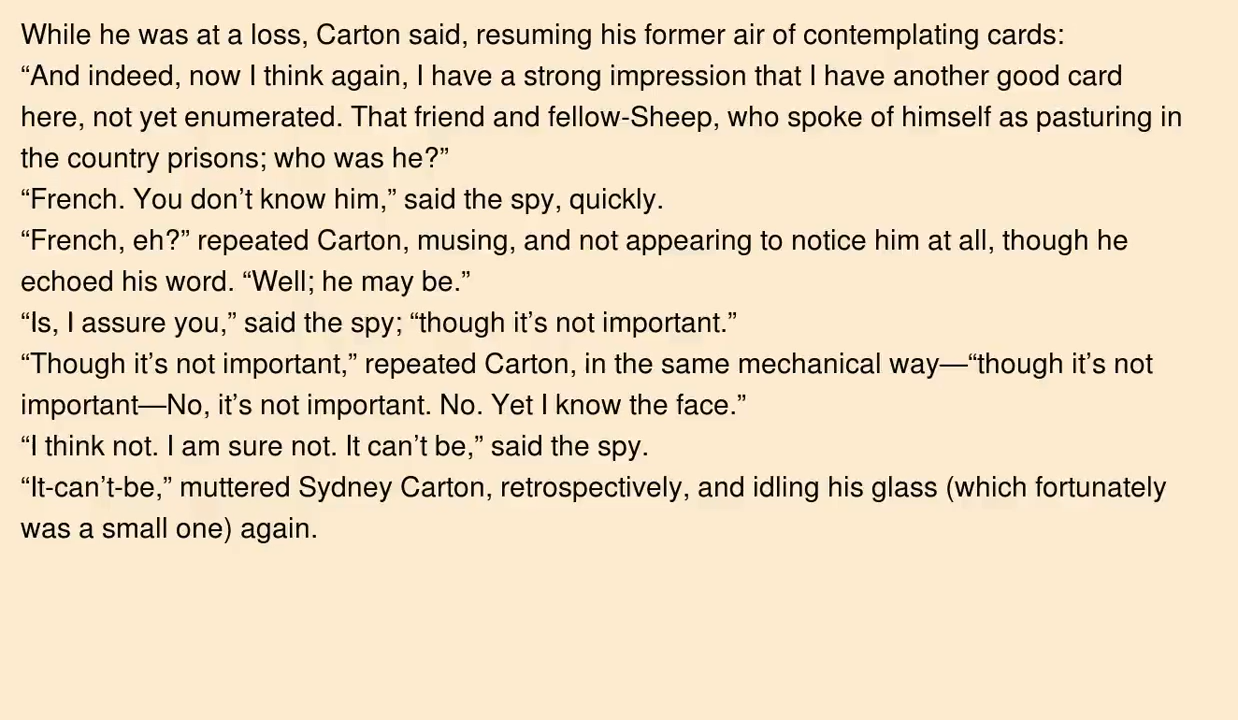 While he was at a loss, Carton said, resuming his former air of contemplating cards:
“And indeed, now I think again, I have a strong impression that I have another good card
here, not yet enumerated. That friend and fellow-Sheep, who spoke of himself as pasturing in
the country prisons; who was he?”
“French. You don’t know him,” said the spy, quickly.
“French, eh?” repeated Carton, musing, and not appearing to notice him at all, though he
echoed his word. “Well; he may be.”
“Is, I assure you,” said the spy; “though it’s not important.”
“Though it’s not important,” repeated Carton, in the same mechanical way—“though it’s not
important—No, it’s not important. No. Yet I know the face.”
“I think not. I am sure not. It can’t be,” said the spy.
“It-can’t-be,” muttered Sydney Carton, retrospectively, and idling his glass (which fortunately
was a small one) again.